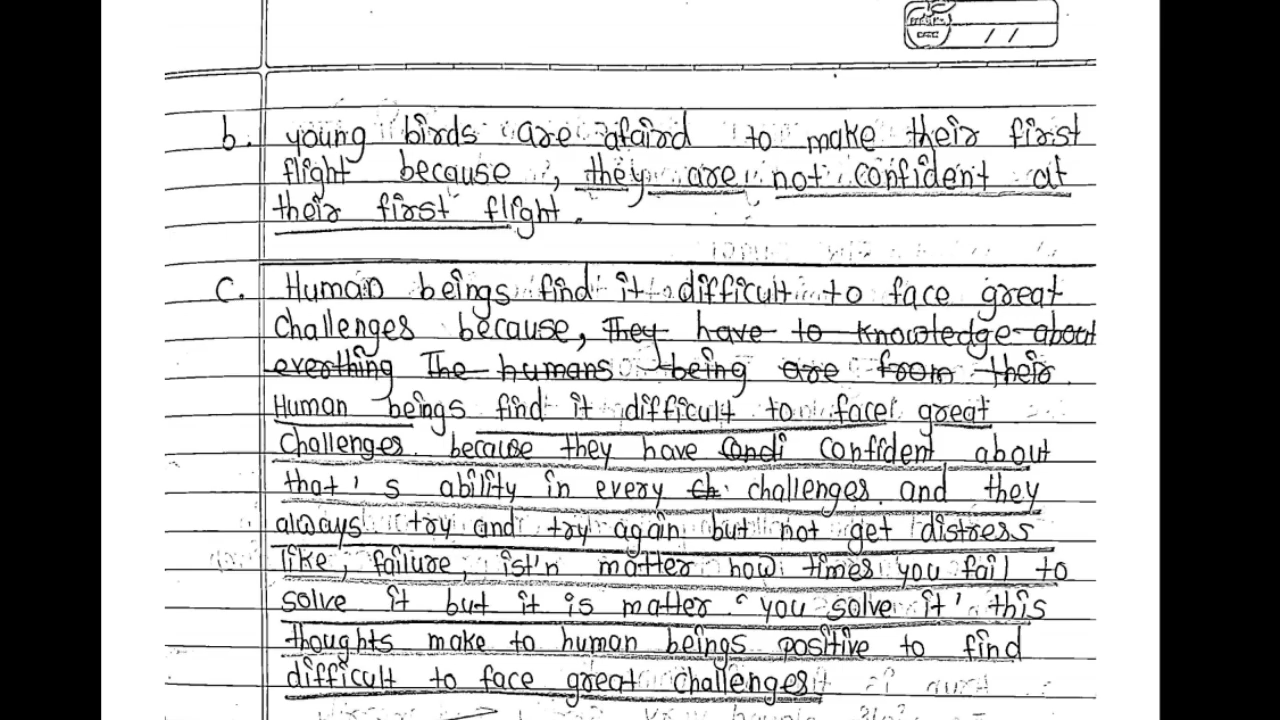 / /
b. young birds are afaird to make their first
flight because , they are not confident at
their first flight.
C. Human beings find it difficult to face great
challenges because, They have to knowledge about
everthing The humans being are from their
Human beings find it difficult to face great
challenges because they have condi confident about
that's ability in every ch challenges and they
always try and try again but not get distress
like, failure, ist'n matter how times you fail to
solve it but it is matter "you solve it' this
thoughts make to human beings positive to find
difficult to face great challenges